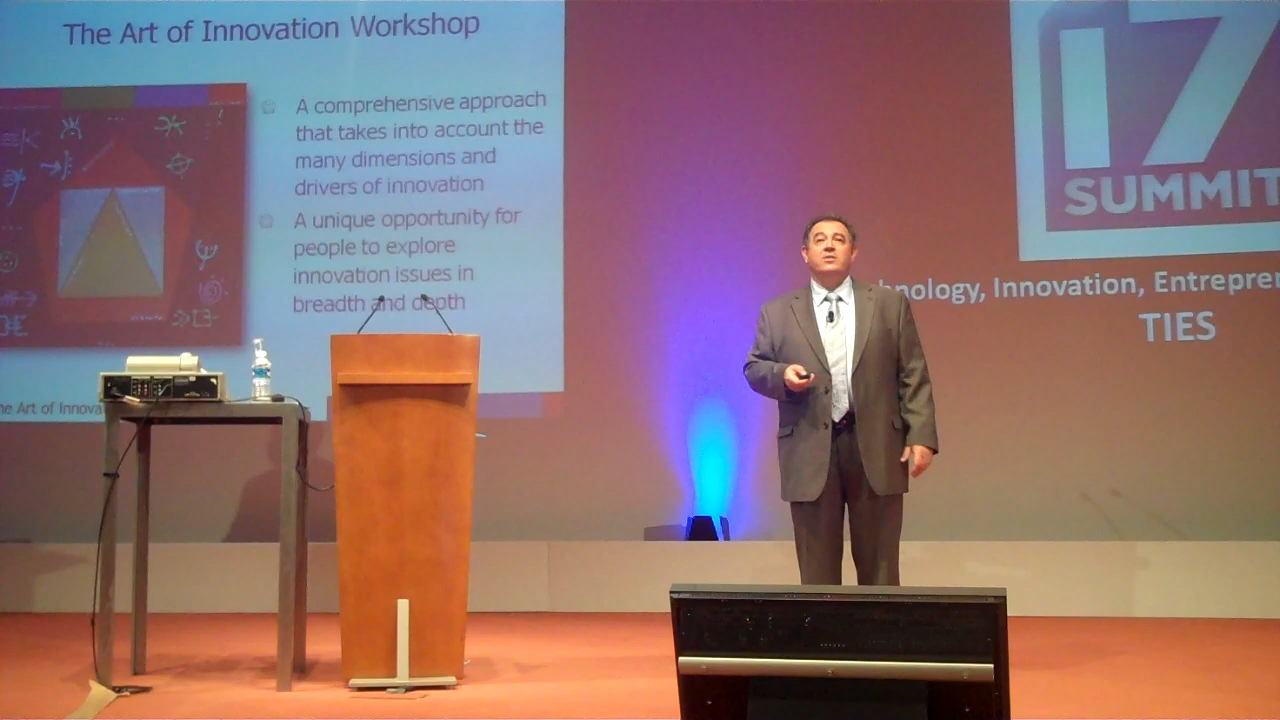 The Art of Innovation Workshop
A comprehensive approach
that takes into account the
many dimensions and
drivers of innovation
A unique opportunity for
people to explore
innovation issues in
breadth and depth
he Art of Innova
i7
SUMMIT
hnology, Innovation, Entrepren
TIES